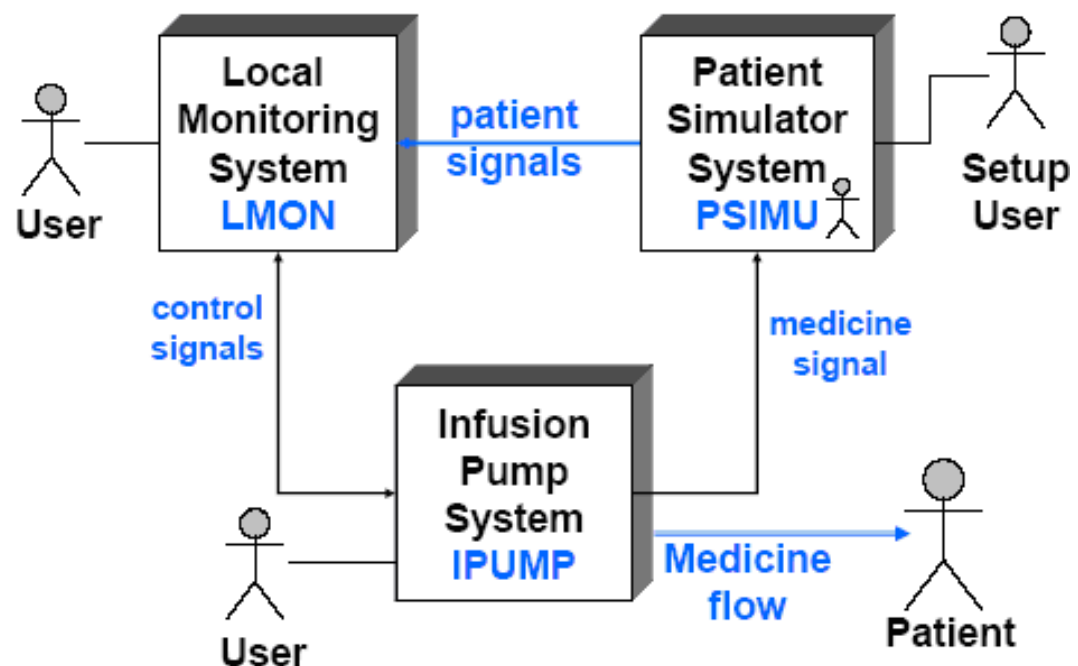 Local
Monitoring
System
LMON
User
patient
signals
Patient
Simulator
System
PSIMU
Setup
User
control
signals
medicine
signal
Infusion
Pump
System
IPUMP
User
Medicine
flow
Patient